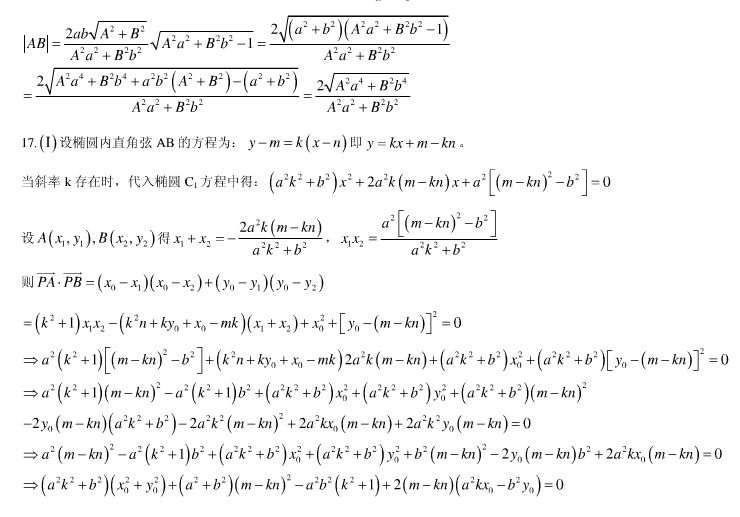 |AB| = \frac{2ab\sqrt{A^2+B^2}}{A^2a^2+B^2b^2}\sqrt{A^2a^2+B^2b^2-1} = \frac{2\sqrt{(a^2+b^2)(A^2a^2+B^2b^2-1)}}{A^2a^2+B^2b^2}
= \frac{2\sqrt{A^2a^4+B^2b^4+a^2b^2(A^2+B^2)-(a^2+b^2)}}{A^2a^2+B^2b^2} = \frac{2\sqrt{A^2a^4+B^2b^4}}{A^2a^2+B^2b^2}
17.(I)设椭圆内直角弦 AB 的方程为: y-m=k(x-n)即 y=kx+m-kn。
当斜率 k 存在时，代入椭圆 C_1方程中得: (a^2k^2+b^2)x^2+2a^2k(m-kn)x+a^2[(m-kn)^2-b^2]=0
设 A(x_1,y_1),B(x_2,y_2)得 x_1+x_2=-\frac{2a^2k(m-kn)}{a^2k^2+b^2}, x_1x_2=\frac{a^2[(m-kn)^2-b^2]}{a^2k^2+b^2}
则 \overrightarrow{PA}·\overrightarrow{PB}=(x_0-x_1)(x_0-x_2)+(y_0-y_1)(y_0-y_2)
=(k^2+1)x_1x_2-(k^2n+ky_0+x_0-mk)(x_1+x_2)+x_0^2+[y_0-(m-kn)]^2=0
⇒a^2(k^2+1)[(m-kn)^2-b^2]+(k^2n+ky_0+x_0-mk)2a^2k(m-kn)+(a^2k^2+b^2)x_0^2+(a^2k^2+b^2)[y_0-(m-kn)]^2=0
⇒a^2(k^2+1)(m-kn)^2-a^2(k^2+1)b^2+(a^2k^2+b^2)x_0^2+(a^2k^2+b^2)y_0^2+(a^2k^2+b^2)(m-kn)^2
-2y_0(m-kn)(a^2k^2+b^2)-2a^2k^2(m-kn)^2+2a^2kx_0(m-kn)+2a^2k^2y_0(m-kn)=0
⇒a^2(m-kn)^2-a^2(k^2+1)b^2+(a^2k^2+b^2)x_0^2+(a^2k^2+b^2)y_0^2+b^2(m-kn)^2-2y_0(m-kn)b^2+2a^2kx_0(m-kn)=0
⇒(a^2k^2+b^2)(x_0^2+y_0^2)+(a^2+b^2)(m-kn)^2-a^2b^2(k^2+1)+2(m-kn)(a^2kx_0-b^2y_0)=0